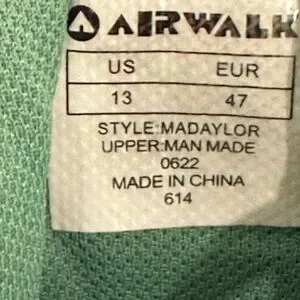 AIRWALK
US EUR
13 47
STYLE:MADAYLOR
UPPER:MAN MADE
0622
MADE IN CHINA
614